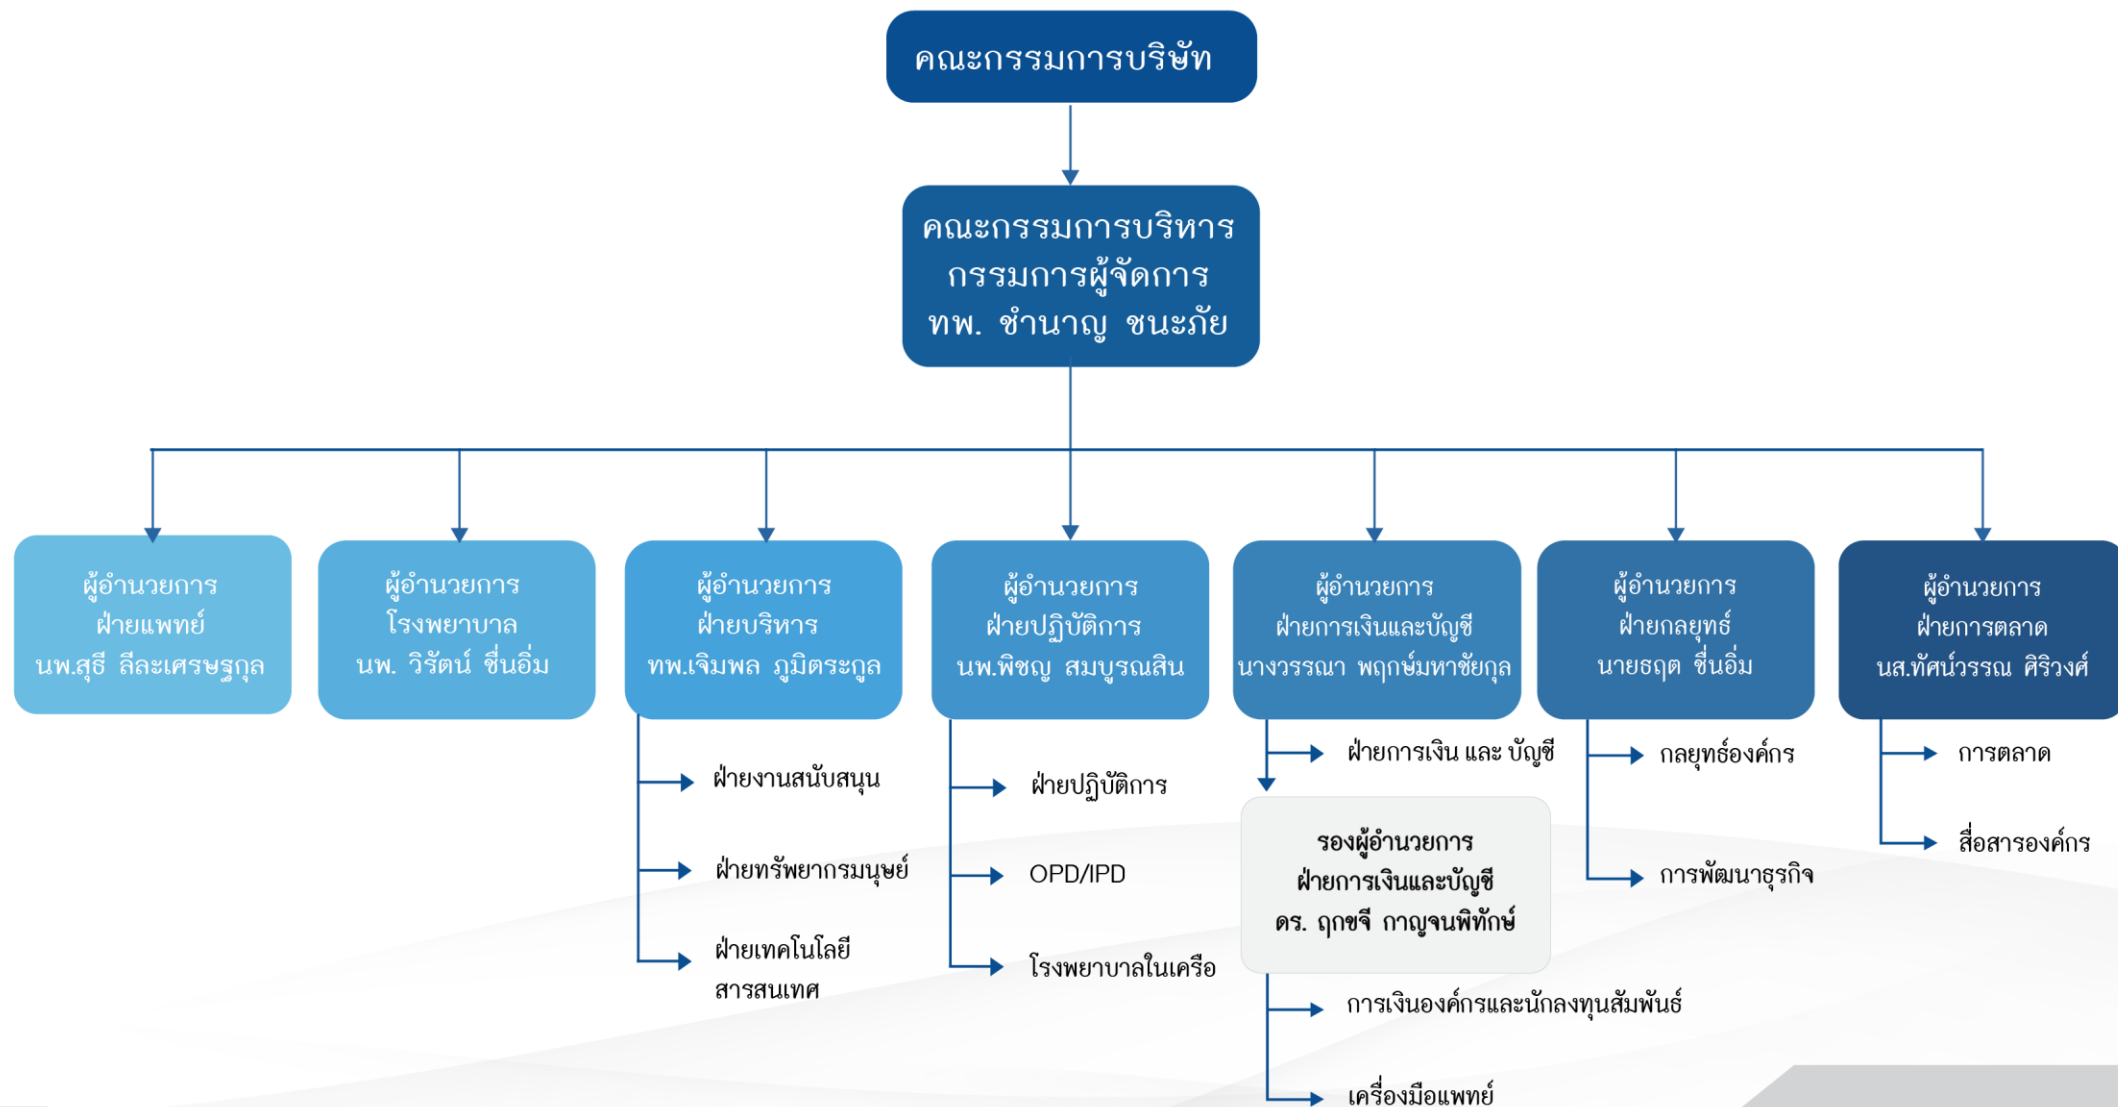 คณะกรรมการบริษัท
คณะกรรมการบริหาร
กรรมการผู้จัดการ
ทพ. ชำนาญ ชนะภัย
ผู้อำนวยการ
ฝ่ายแพทย์
นพ.สุธี ลีละเศรษฐกุล
ผู้อำนวยการ
โรงพยาบาล
นพ. วิรัตน์ ชื่นอิ่ม
ผู้อำนวยการ
ฝ่ายบริหาร
ทพ.เจิมพล ภูมิตระกูล
ฝ่ายงานสนับสนุน
ฝ่ายทรัพยากรมนุษย์
ฝ่ายเทคโนโลยี
สารสนเทศ
ผู้อำนวยการ
ฝ่ายปฏิบัติการ
นพ.พิชญ สมบูรณสิน
ฝ่ายปฏิบัติการ
OPD/IPD
โรงพยาบาลในเครือ
ผู้อำนวยการ
ฝ่ายการเงินและบัญชี
นางวรรณา พฤกษ์มหาชัยกุล
ฝ่ายการเงิน และ บัญชี
รองผู้อำนวยการ
ฝ่ายการเงินและบัญชี
ดร. ฤกขจี กาญจนพิทักษ์
การเงินองค์กรและนักลงทุนสัมพันธ์
เครื่องมือแพทย์
ผู้อำนวยการ
ฝ่ายกลยุทธ์
นายธฤต ชื่นอิ่ม
กลยุทธ์องค์กร
การพัฒนาธุรกิจ
ผู้อำนวยการ
ฝ่ายการตลาด
นส.ทัศน์วรรณ ศิริวงศ์
การตลาด
สื่อสารองค์กร